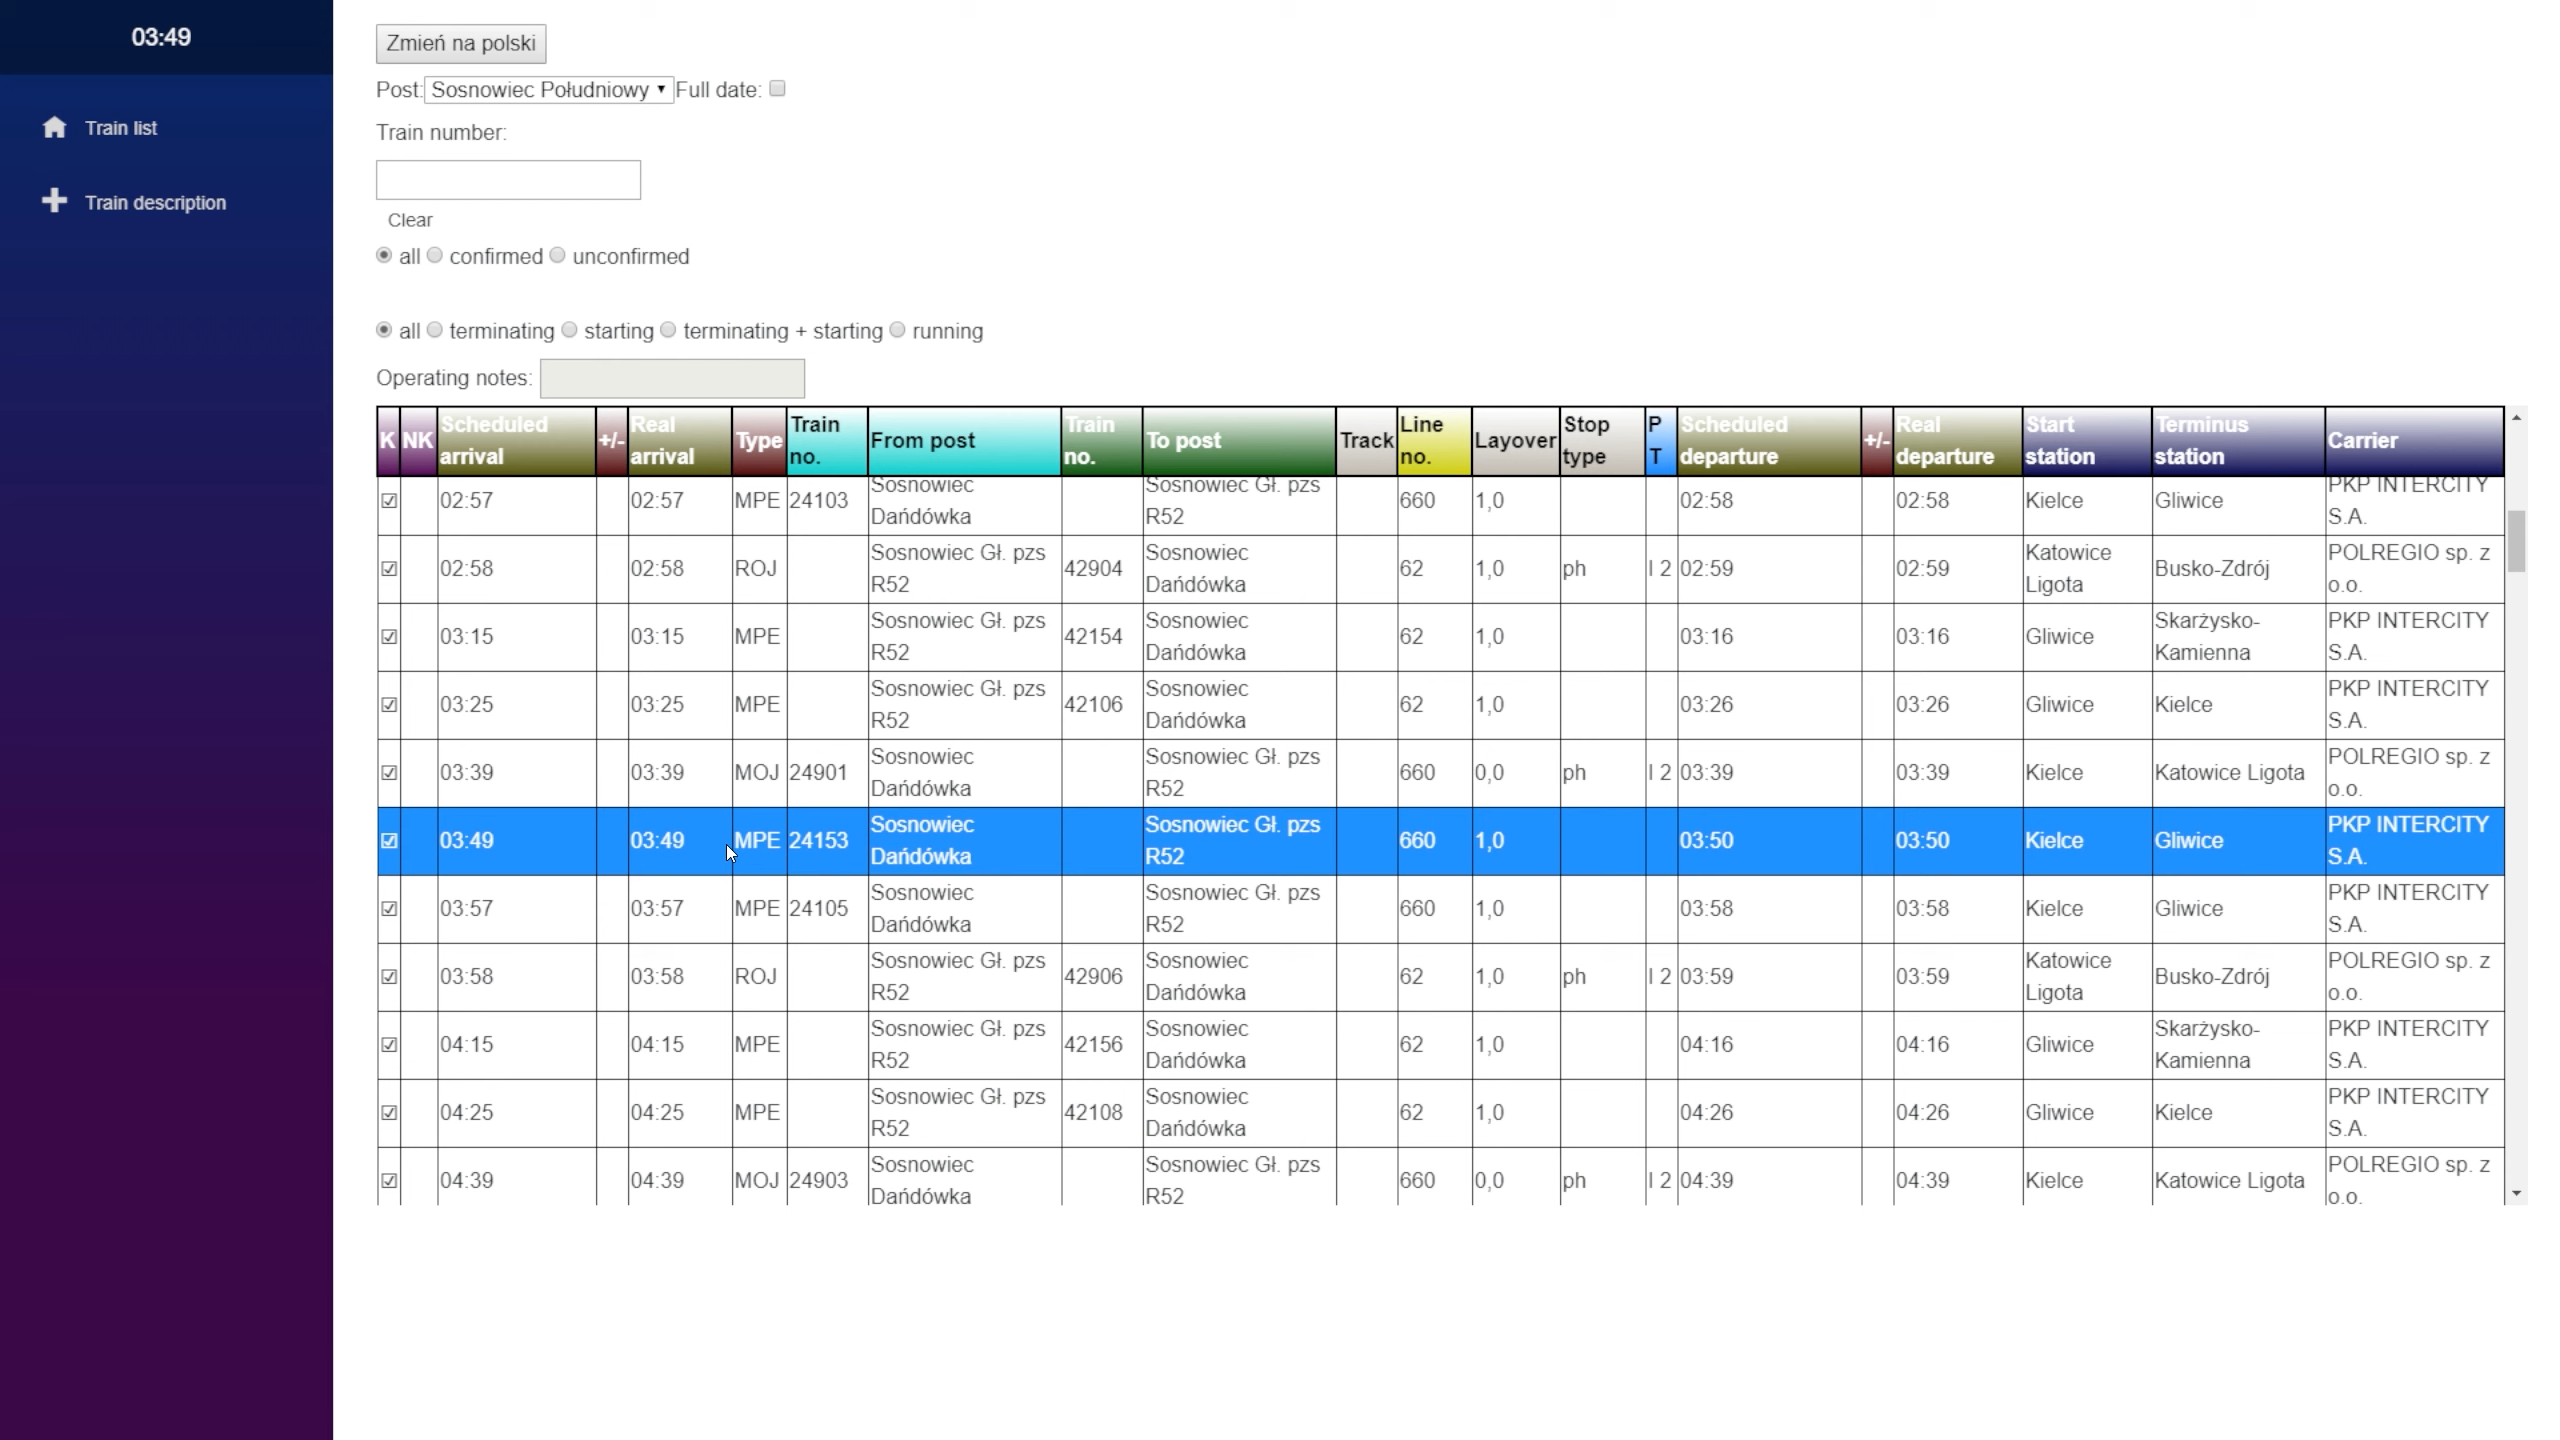 03:49
Train list
Train description
Zmień na polski
Post: Sosnowiec Południowy Full date:
Train number:
Clear
all confirmed unconfirmed
all terminating starting terminating + starting running
Operating notes:
K NK Scheduled arrival +/- Real arrival Type Train no. From post Train no. To post Track Line no. Layover Stop type P T Scheduled departure +/- Real departure Start station Terminus station Carrier
02:57 02:57 MPE 24103 Sosnowiec Dańdówka Sosnowiec Gł. pzs R52 660 1,0 02:58 02:58 Kielce Gliwice PKP INTERCITY S.A.
02:58 02:58 ROJ Sosnowiec Gł. pzs R52 42904 Sosnowiec Dańdówka 62 1,0 ph I 2 02:59 02:59 Katowice Ligota Busko-Zdrój POLREGIO sp. z o.o.
03:15 03:15 MPE Sosnowiec Gł. pzs R52 42154 Sosnowiec Dańdówka 62 1,0 03:16 03:16 Gliwice Skarżysko-Kamienna PKP INTERCITY S.A.
03:25 03:25 MPE Sosnowiec Gł. pzs R52 42106 Sosnowiec Dańdówka 62 1,0 03:26 03:26 Gliwice Kielce PKP INTERCITY S.A.
03:39 03:39 MOJ 24901 Sosnowiec Dańdówka Sosnowiec Gł. pzs R52 660 0,0 ph I 2 03:39 03:39 Kielce Katowice Ligota POLREGIO sp. z o.o.
03:49 03:49 MPE 24153 Sosnowiec Dańdówka Sosnowiec Gł. pzs R52 660 1,0 03:50 03:50 Kielce Gliwice PKP INTERCITY S.A.
03:57 03:57 MPE 24105 Sosnowiec Dańdówka Sosnowiec Gł. pzs R52 660 1,0 03:58 03:58 Kielce Gliwice PKP INTERCITY S.A.
03:58 03:58 ROJ Sosnowiec Gł. pzs R52 42906 Sosnowiec Dańdówka 62 1,0 ph I 2 03:59 03:59 Katowice Ligota Busko-Zdrój POLREGIO sp. z o.o.
04:15 04:15 MPE Sosnowiec Gł. pzs R52 42156 Sosnowiec Dańdówka 62 1,0 04:16 04:16 Gliwice Skarżysko-Kamienna PKP INTERCITY S.A.
04:25 04:25 MPE Sosnowiec Gł. pzs R52 42108 Sosnowiec Dańdówka 62 1,0 04:26 04:26 Gliwice Kielce PKP INTERCITY S.A.
04:39 04:39 MOJ 24903 Sosnowiec Dańdówka Sosnowiec Gł. pzs R52 660 0,0 ph I 2 04:39 04:39 Kielce Katowice Ligota POLREGIO sp. z o.o.